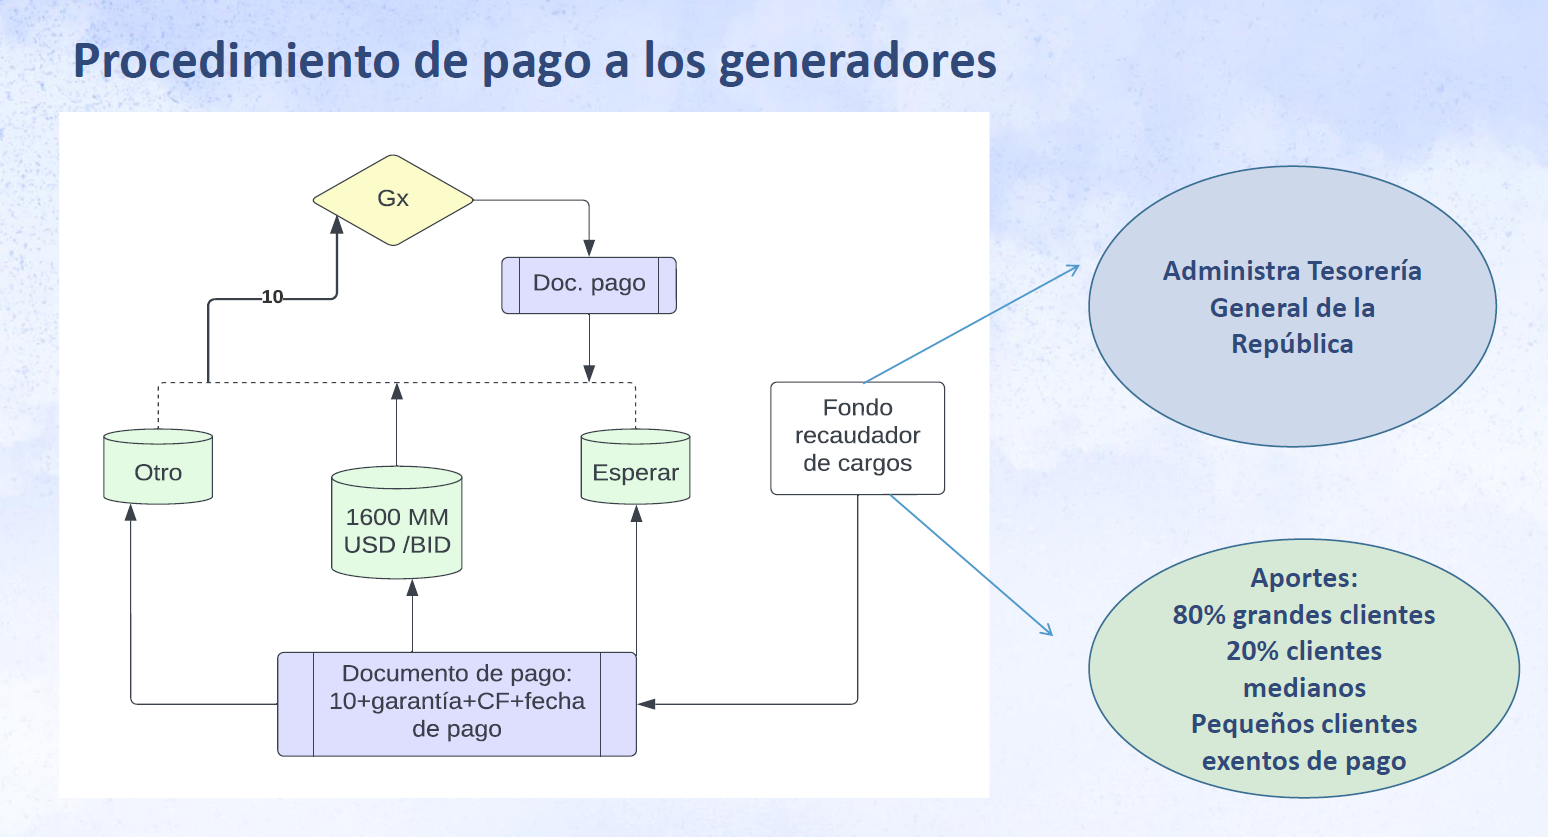 Procedimiento de pago a los generadores
Gx
Doc. pago
10
Otro
1600 MM
USD /BID
Esperar
Fondo
recaudador
de cargos
Documento de pago:
10+garantía+CF+fecha
de pago
Administra Tesorería
General de la
República
Aportes:
80% grandes clientes
20% clientes
medianos
Pequeños clientes
exentos de pago